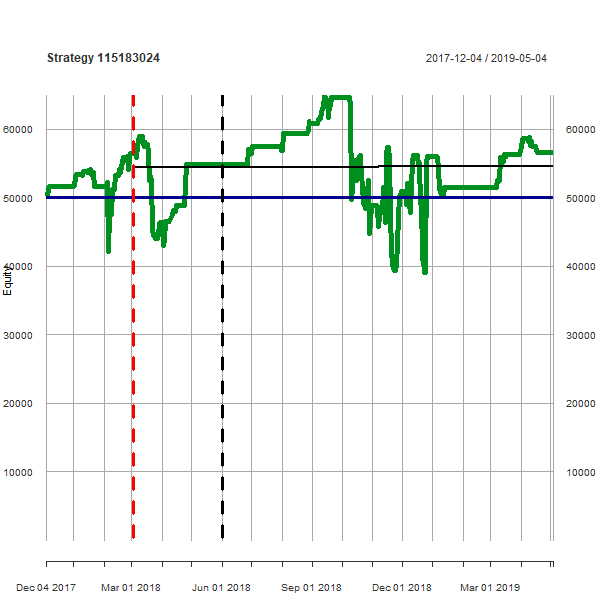 Strategy 115183024
2017-12-04 / 2019-05-04
60000
60000
50000
50000
40000
40000
30000
30000
20000
20000
10000
10000
Equity
Dec 04 2017
Mar 01 2018
Jun 01 2018
Sep 01 2018
Dec 01 2018
Mar 01 2019